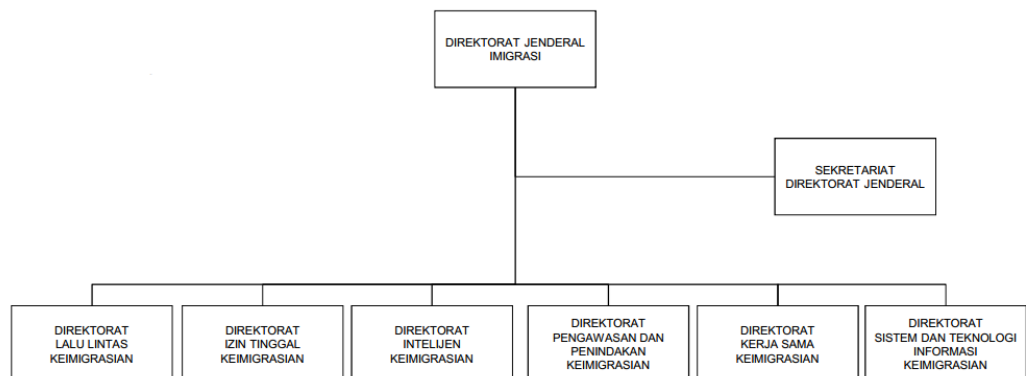 DIREKTORAT JENDERAL
IMIGRASI
SEKRETARIAT
DIREKTORAT JENDERAL
DIREKTORAT
LALU LINTAS
KEIMIGRASIAN
DIREKTORAT
IZIN TINGGAL
KEIMIGRASIAN
DIREKTORAT
INTELIJEN
KEIMIGRASIAN
DIREKTORAT
PENGAWASAN DAN
PENINDAKAN
KEIMIGRASIAN
DIREKTORAT
KERJA SAMA
KEIMIGRASIAN
DIREKTORAT
SISTEM DAN TEKNOLOGI
INFORMASI
KEIMIGRASIAN